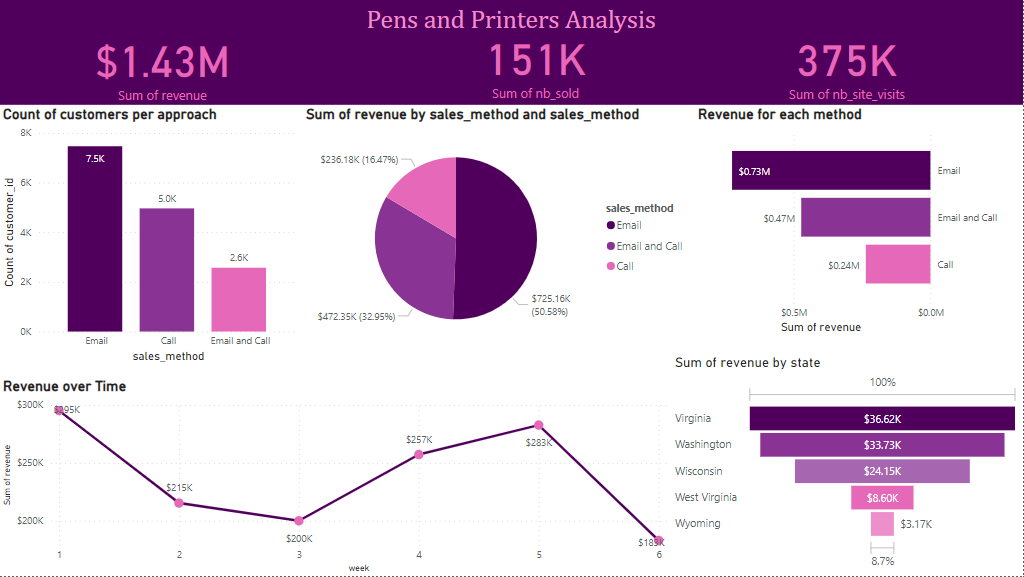 Pens and Printers Analysis
$1.43M
Sum of revenue
151K
Sum of nb_sold
375K
Sum of nb_site_visits
Count of customers per approach
Count of customer_id
8K
6K
4K
2K
0K
7.5K
5.0K
2.6K
Email
Call
Email and Call
sales_method
Sum of revenue by sales_method and sales_method
$236.18K (16.47%)
$472.35K (32.95%)
$725.16K
(50.58%)
sales_method
Email
Email and Call
Call
Revenue for each method
$0.73M
Email
$0.47M
Email and Call
$0.24M
Call
$0.5M
$0.0M
Sum of revenue
Revenue over Time
Sum of revenue
$300K
$250K
$200K
$295K
$215K
$200K
$257K
$283K
1
2
3
4
5
6
week
Sum of revenue by state
100%
Virginia
$36.62K
Washington
$33.73K
Wisconsin
$24.15K
West Virginia
$8.60K
Wyoming
$3.17K
8.7%